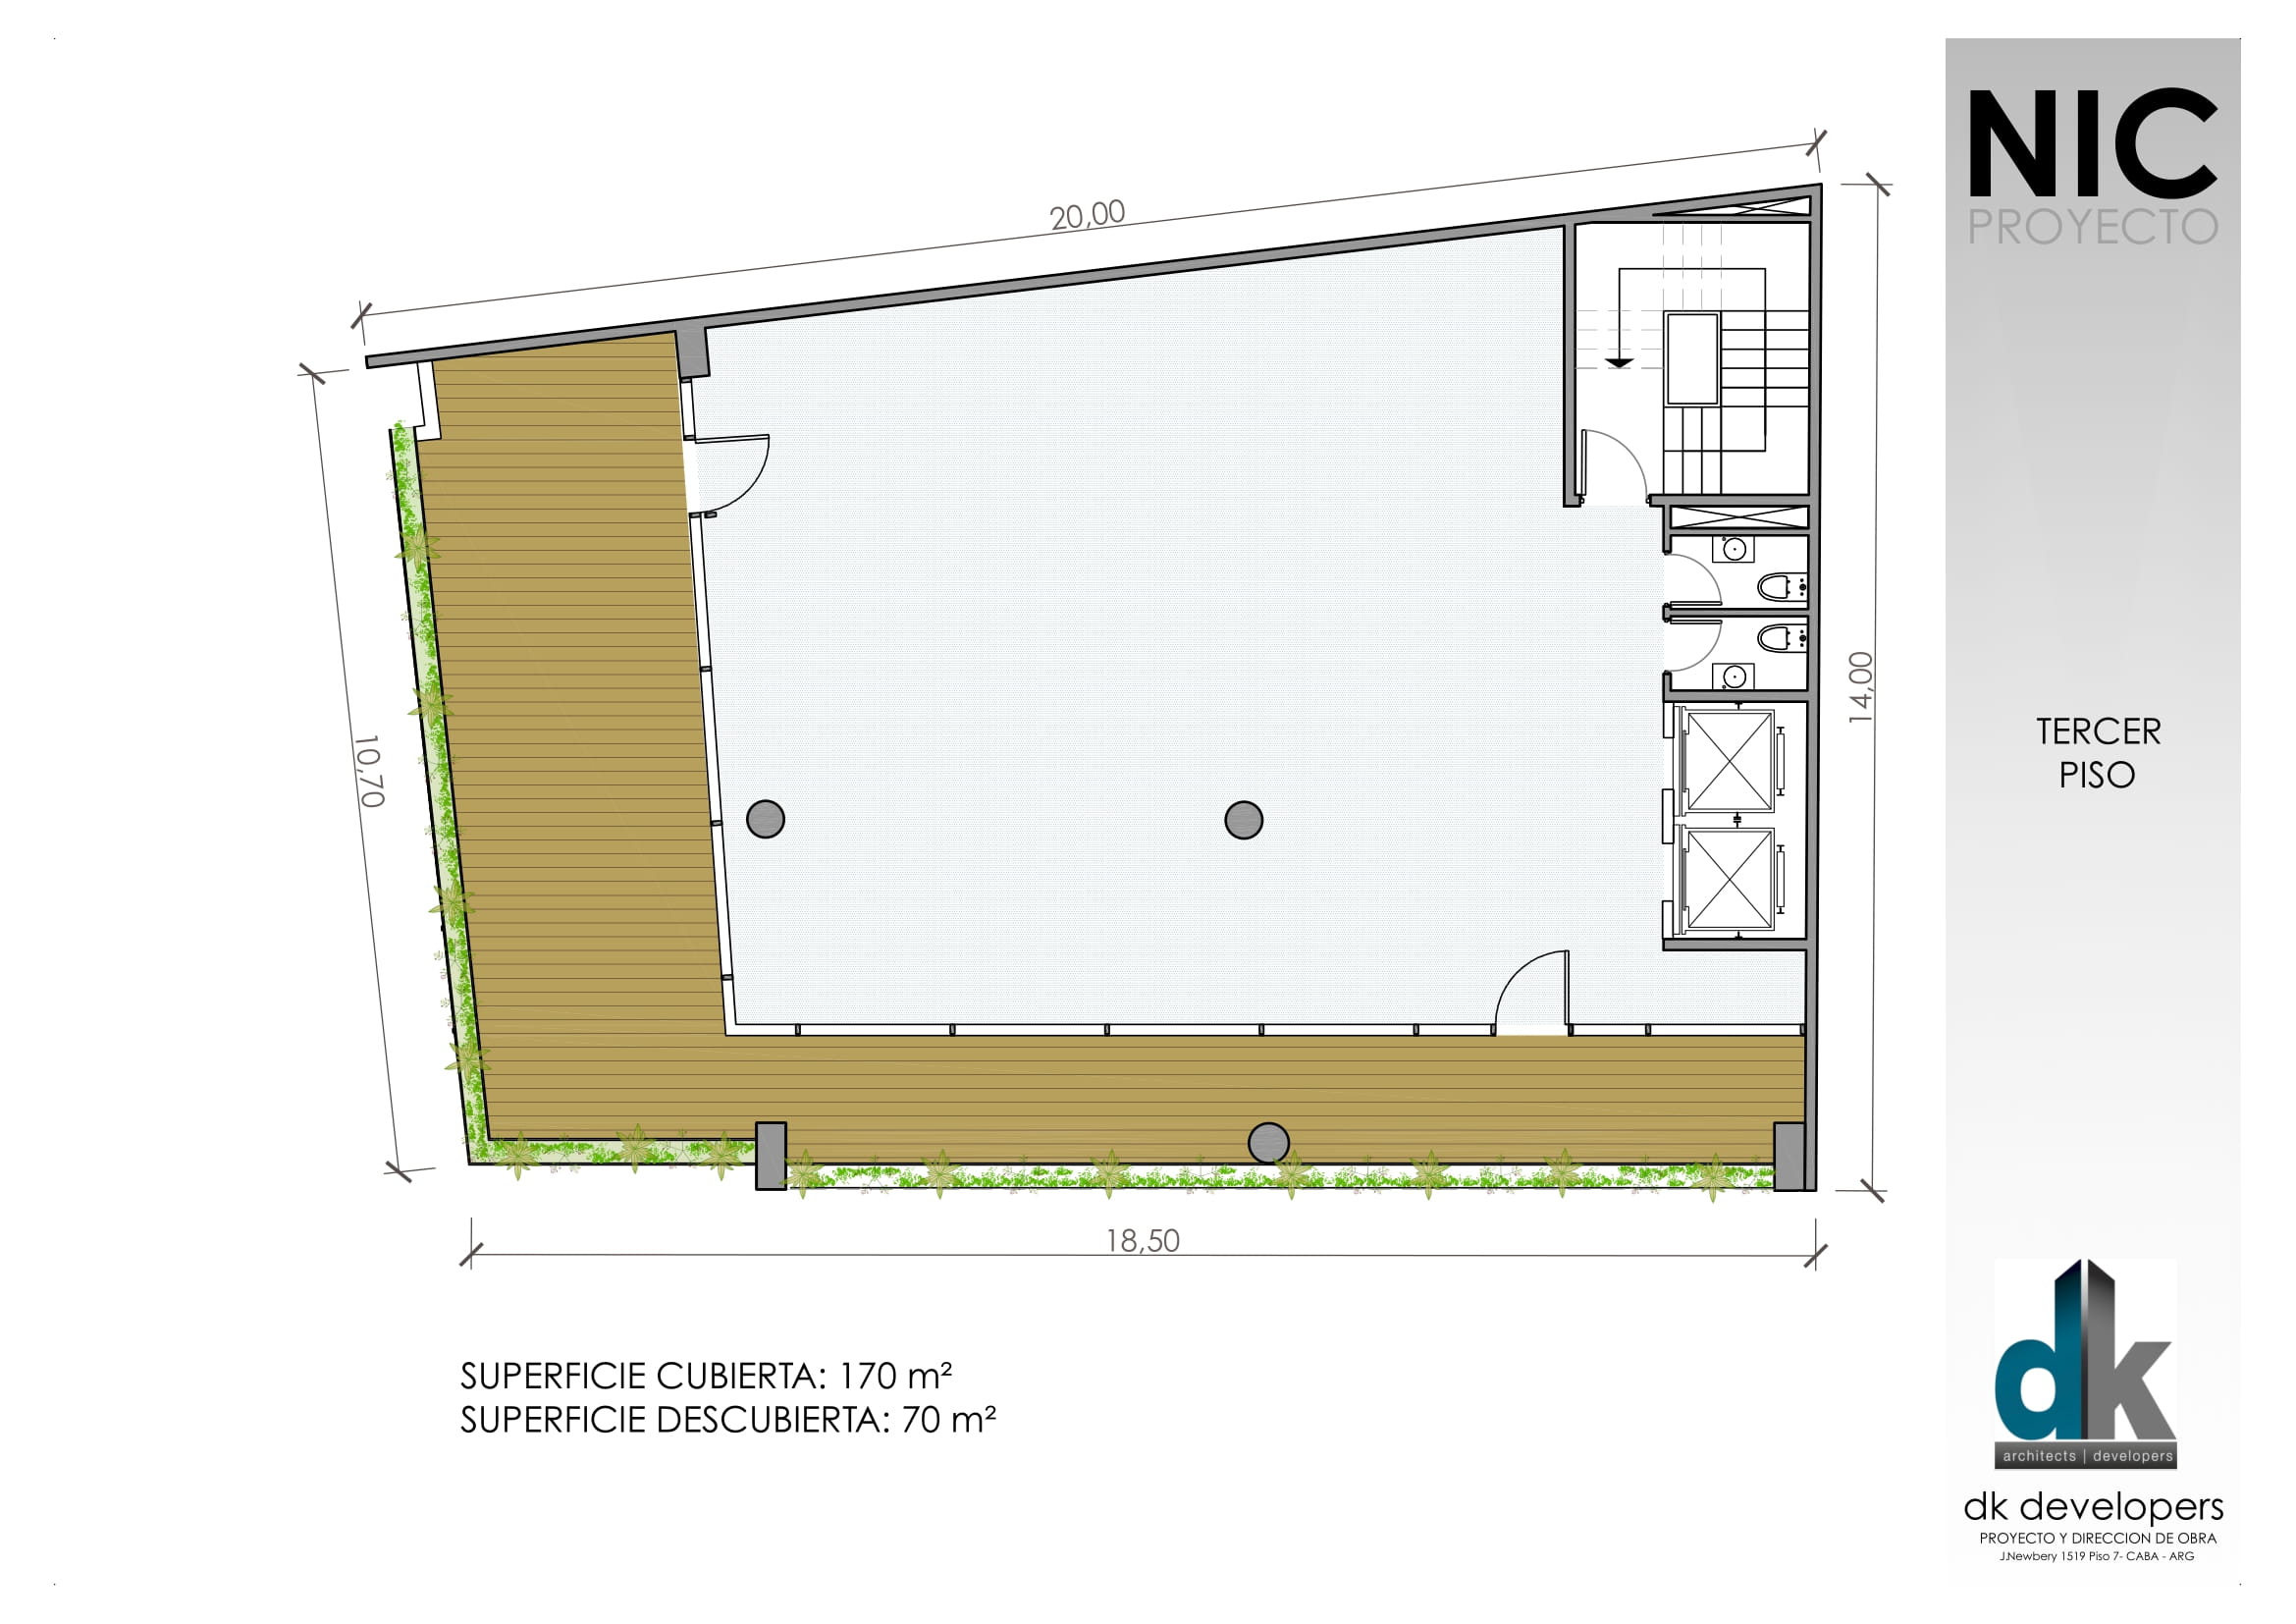 NIC
PROYECTO
20,00
14,00
10,70
18,50
TERCER
PISO
SUPERFICIE CUBIERTA: 170 m²
SUPERFICIE DESCUBIERTA: 70 m²
dk
architects | developers
dk developers
PROYECTO Y DIRECCION DE OBRA
J.Newbery 1519 Piso 7- CABA - ARG